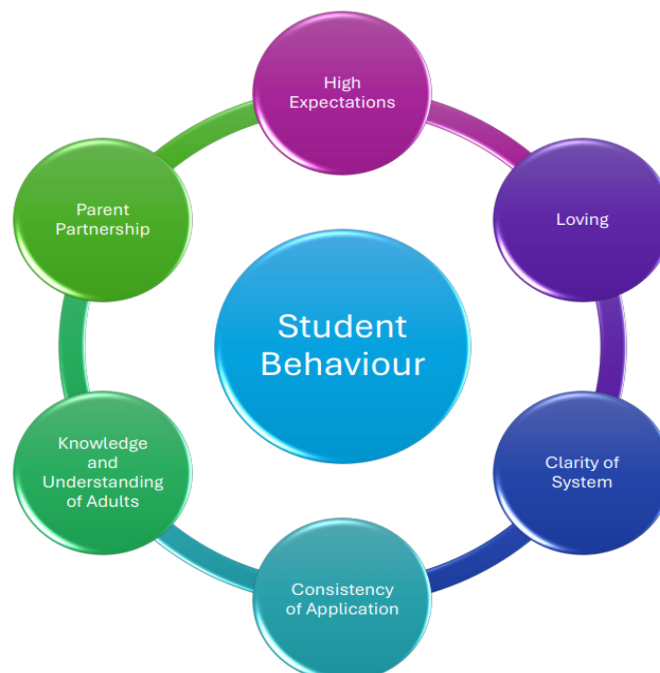 High
Expectations
Loving
Clarity of
System
Consistency
of Application
Knowledge
and
Understanding
of Adults
Parent
Partnership
Student
Behaviour